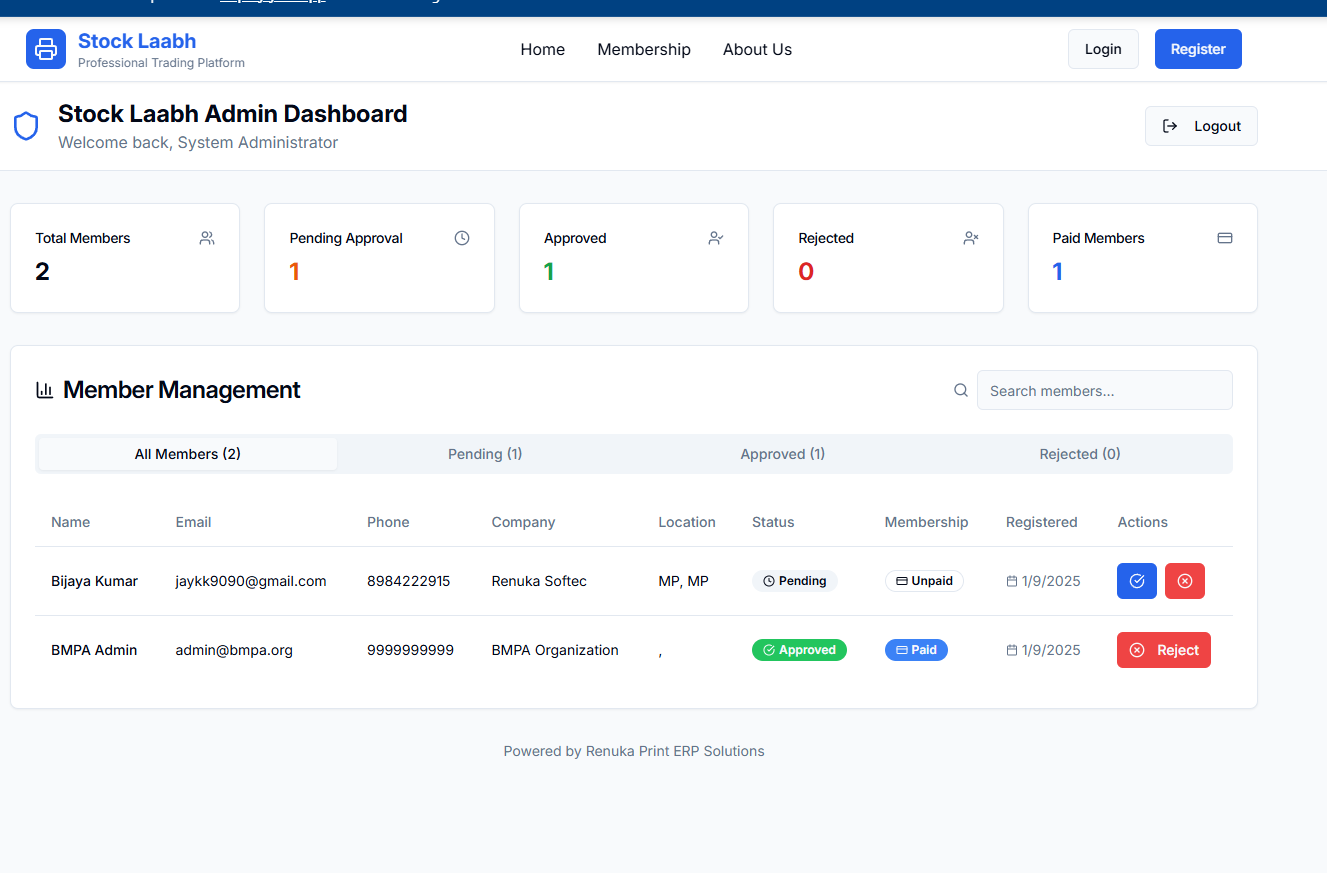 Stock Laabh
Professional Trading Platform
Home Membership About Us
Login Register
Stock Laabh Admin Dashboard
Welcome back, System Administrator
Logout
Total Members
2
Pending Approval
1
Approved
1
Rejected
0
Paid Members
1
Member Management
Search members...
All Members (2) Pending (1) Approved (1) Rejected (0)
Name Email Phone Company Location Status Membership Registered Actions
Bijaya Kumar jaykk9090@gmail.com 8984222915 Renuka Softec MP, MP Pending Unpaid 1/9/2025
BMPA Admin admin@bmpa.org 9999999999 BMPA Organization , Approved Paid 1/9/2025 Reject
Powered by Renuka Print ERP Solutions